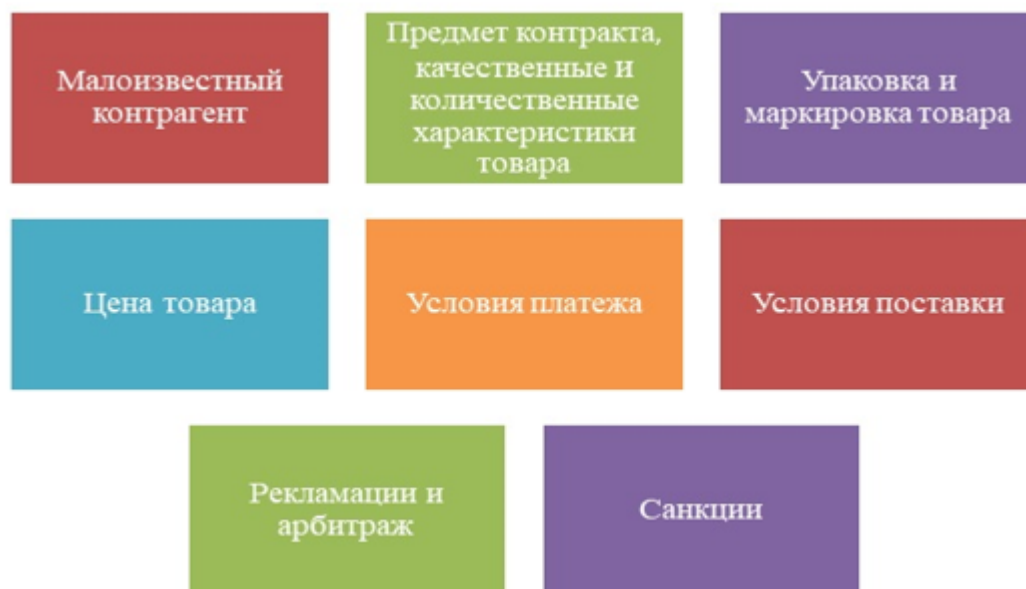 Малоизвестный
контрагент
Предмет контракта,
качественные и
количественные
характеристики
товара
Упаковка и
маркировка товара
Цена товара
Условия платежа
Условия поставки
Рекламации и
арбитраж
Санкции